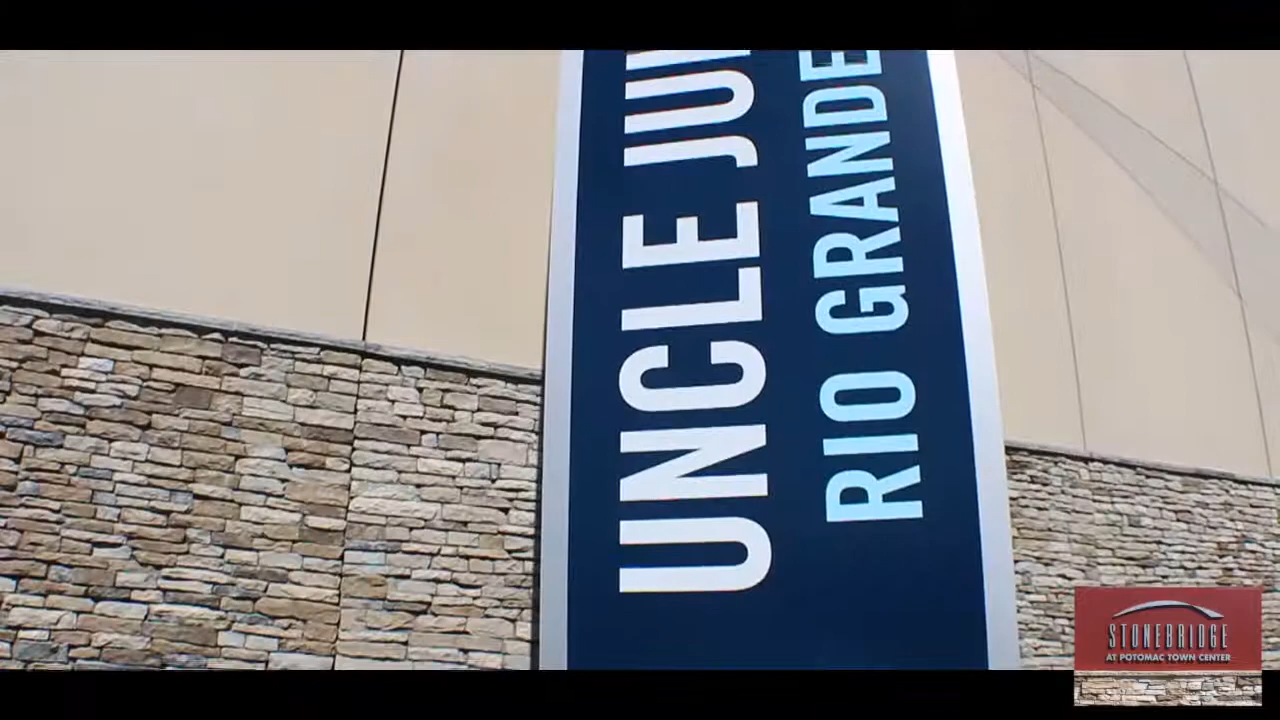 UNCLE JU
RIO GRANDE
STONEBRIDGE
AT POTOMAC TOWN CENTER